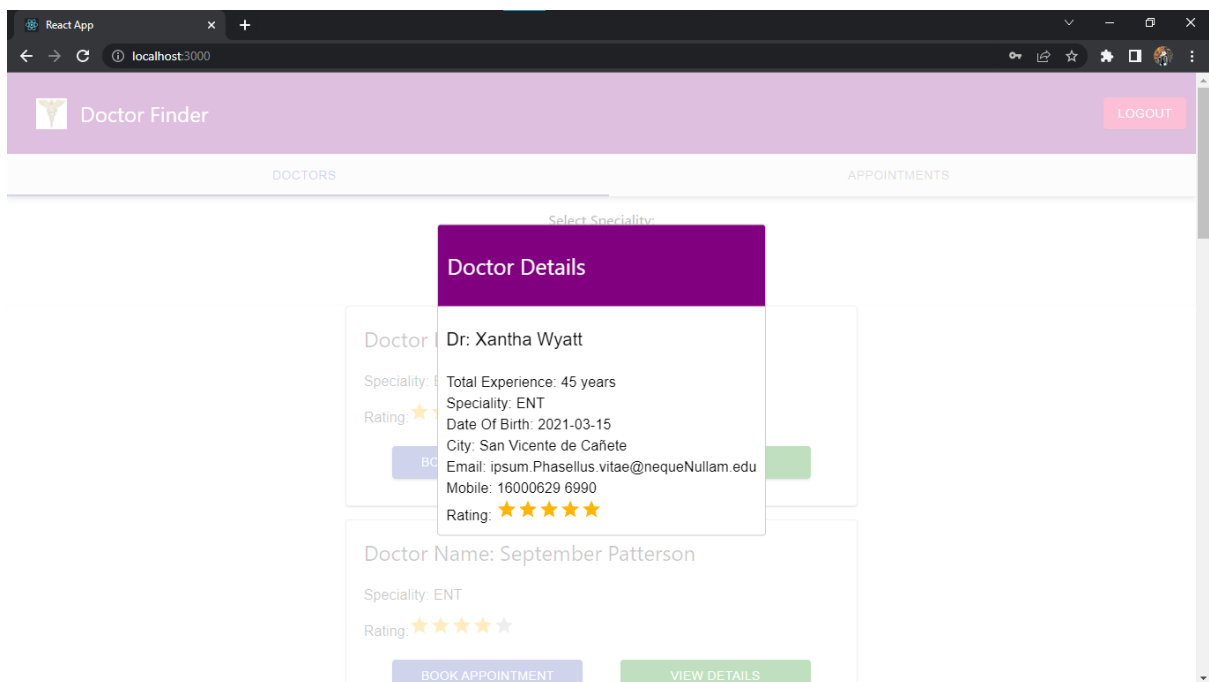 React App
localhost:3000
Doctor Finder
LOGOUT
DOCTORS
APPOINTMENTS
Select Speciality:
Doctor Details
Doctor
Dr: Xantha Wyatt
Speciality:
Total Experience: 45 years
Speciality: ENT
Rating:
Date Of Birth: 2021-03-15
City: San Vicente de Cañete
Email: ipsum.Phasellus.vitae@nequeNullam.edu
Mobile: 16000629 6990
Rating:
Doctor Name: September Patterson
Speciality: ENT
Rating:
BOOK APPOINTMENT
VIEW DETAILS